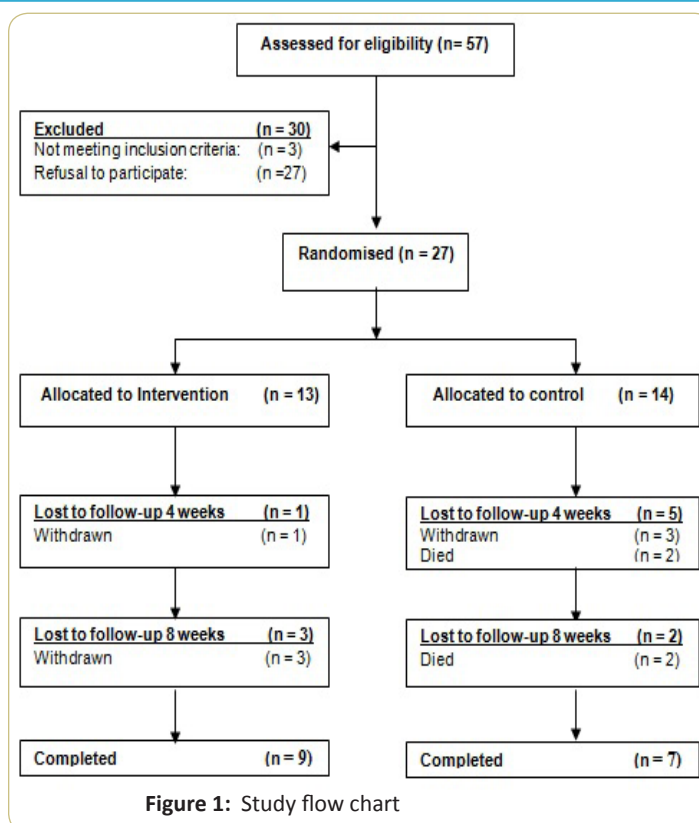 Assessed for eligibility (n= 57)
Excluded (n = 30)
Not meeting inclusion criteria: (n = 3)
Refusal to participate: (n =27)
Randomised (n = 27)
Allocated to Intervention (n = 13)
Allocated to control (n = 14)
Lost to follow-up 4 weeks (n = 1)
Withdrawn (n = 1)
Lost to follow-up 4 weeks (n = 5)
Withdrawn (n = 3)
Died (n = 2)
Lost to follow-up 8 weeks (n = 3)
Withdrawn (n = 3)
Lost to follow-up 8 weeks (n = 2)
Died (n = 2)
Completed (n = 9)
Completed (n = 7)
Figure 1: Study flow chart